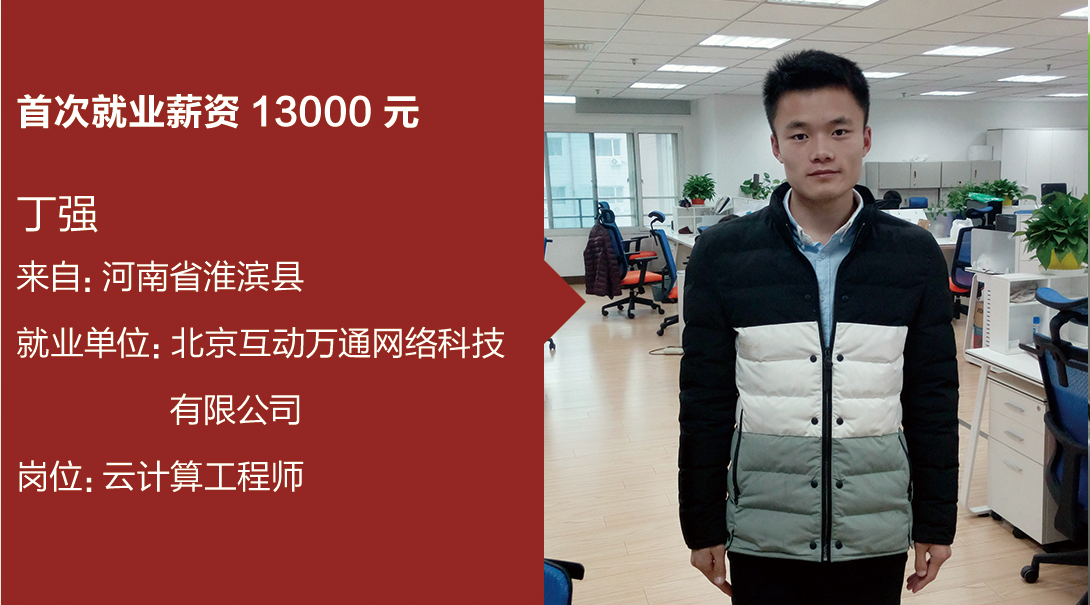 首次就业薪资 13000 元
丁强
来自: 河南省淮滨县
就业单位: 北京互动万通网络科技
有限公司
岗位: 云计算工程师